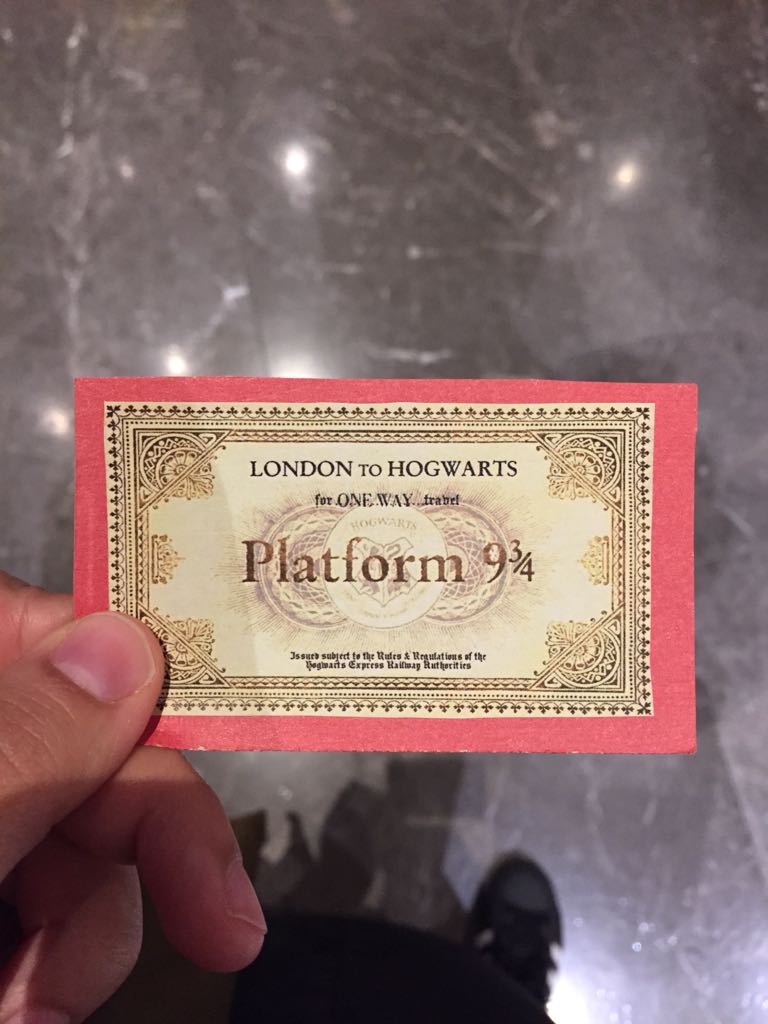 LONDON TO HOGWARTS
for ONE WAY travel
HOGWARTS
Platform 9¾
Issued subject to the Rules & Regulations of the
Hogwarts Express Railway Authorities